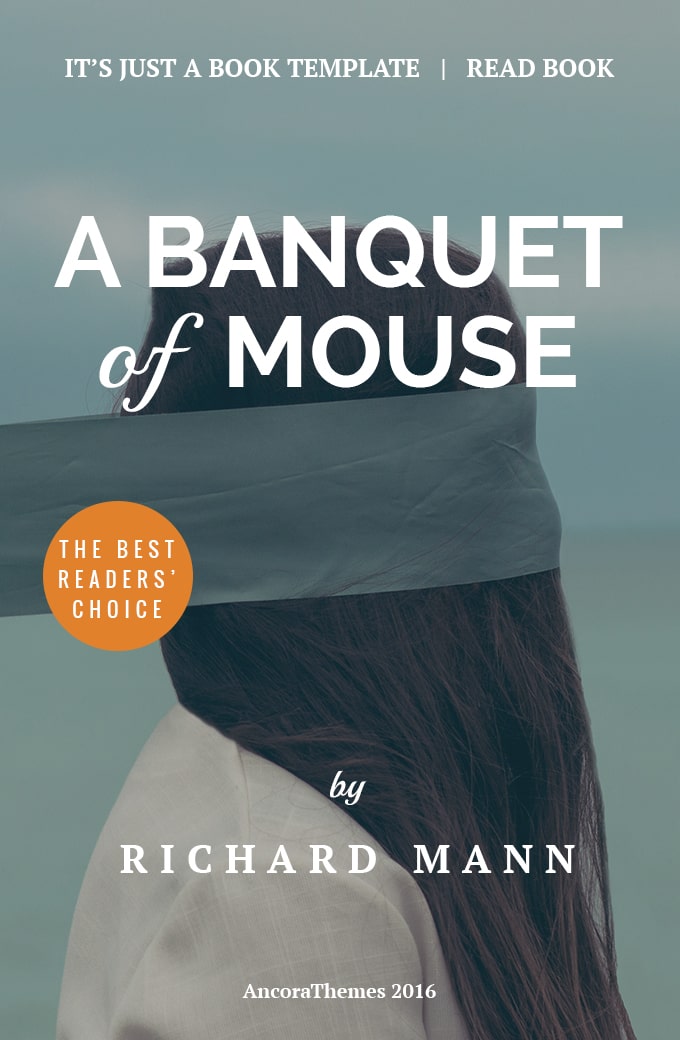 IT’S JUST A BOOK TEMPLATE | READ BOOK
A BANQUET
of MOUSE
THE BEST
READERS’
CHOICE
by
RICHARD MANN
AncoraThemes 2016